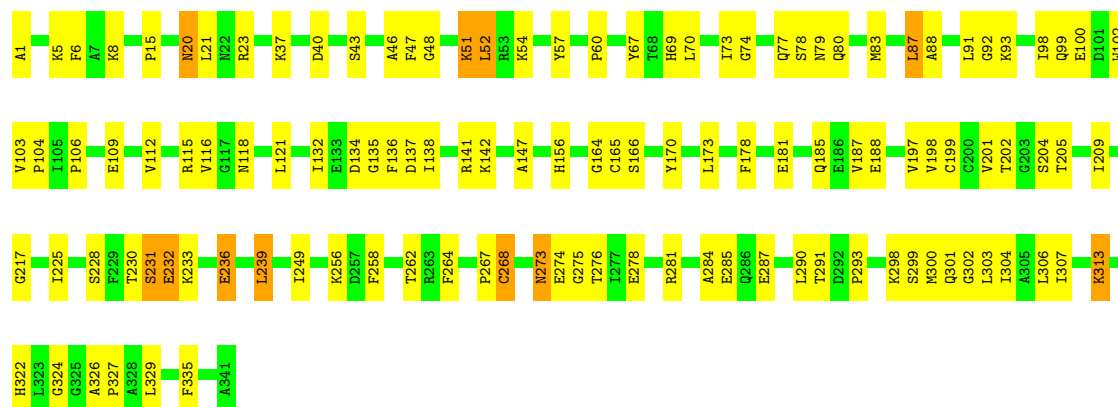 A1 K5 F6 A7 K8 P15 N20 L21 N22 R23 K37 D40 S43 A46 F47 G48 K51 L52 R53 K54 Y57 P60 Y67 T68 H69 L70 I73 G74 Q77 S78 N79 Q80 M83 L87 A88 L91 G92 K93 I98 Q99 E100 D101 W102
V103 P104 I105 P106 E109 V112 R115 V116 G117 N118 L121 I132 E133 D134 G135 F136 D137 I138 R141 K142 A147 H156 G164 C165 S166 Y170 L173 F178 E181 Q185 E186 V187 E188 V197 V198 C199 C200 V201 T202 G203 S204 T205 I209
G217 I225 S228 F229 T230 S231 E232 K233 E236 L239 I249 K256 D257 F258 T262 R263 F264 P267 C268 N273 E274 G275 T276 I277 E278 R281 A284 E285 Q286 E287 L290 T291 D292 P293 K298 S299 M300 Q301 G302 L303 I304 A305 L306 I307 K313
H322 L323 G324 G325 A326 P327 A328 L329 F335 A341